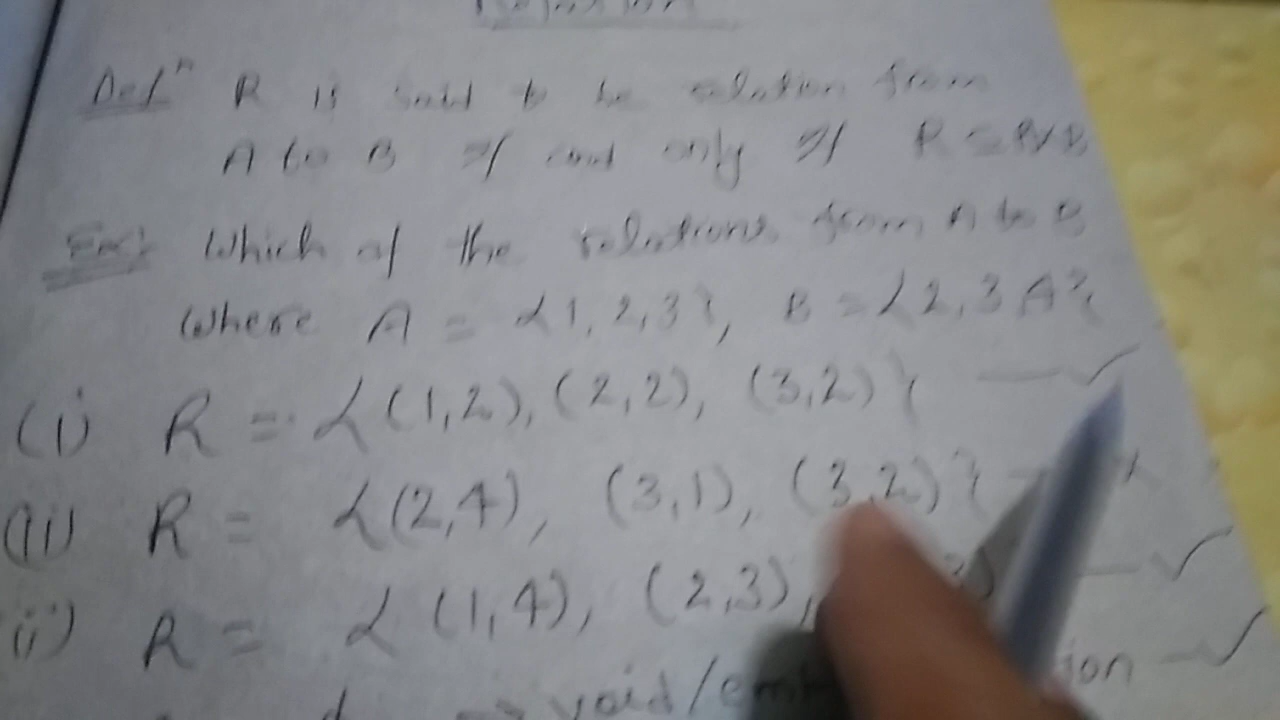 Relation
Defⁿ R is said to be relation from
A to B if and only if R ⊆ A×B
Ex: Which of the relations from A to B
where A = {1,2,3}, B = {2,3,4}
(i) R = {(1,2), (2,2), (3,2)} — ✓
(ii) R = {(2,4), (3,1), (3,2)} — ×
R = {(1,4), (2,3), — ✓
void/ — ✓